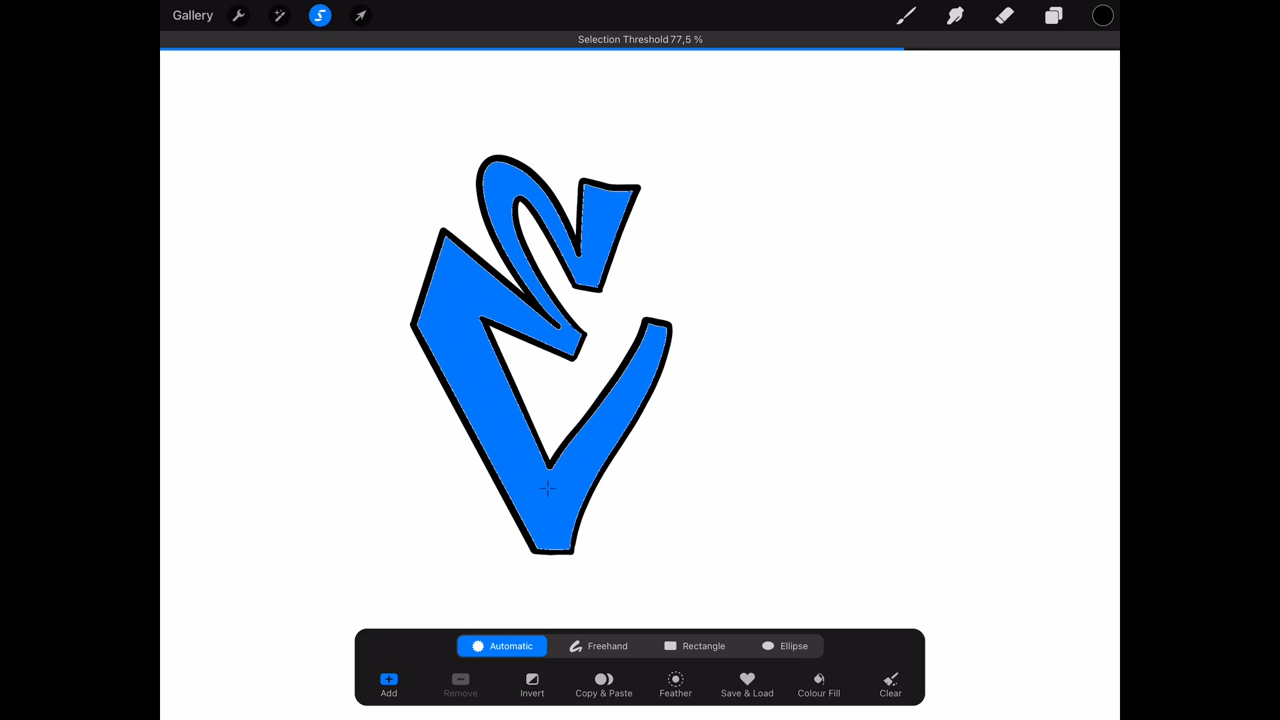 Gallery
Selection Threshold 77,5 %
Automatic Freehand Rectangle Ellipse
Add Remove Invert Copy & Paste Feather Save & Load Colour Fill Clear